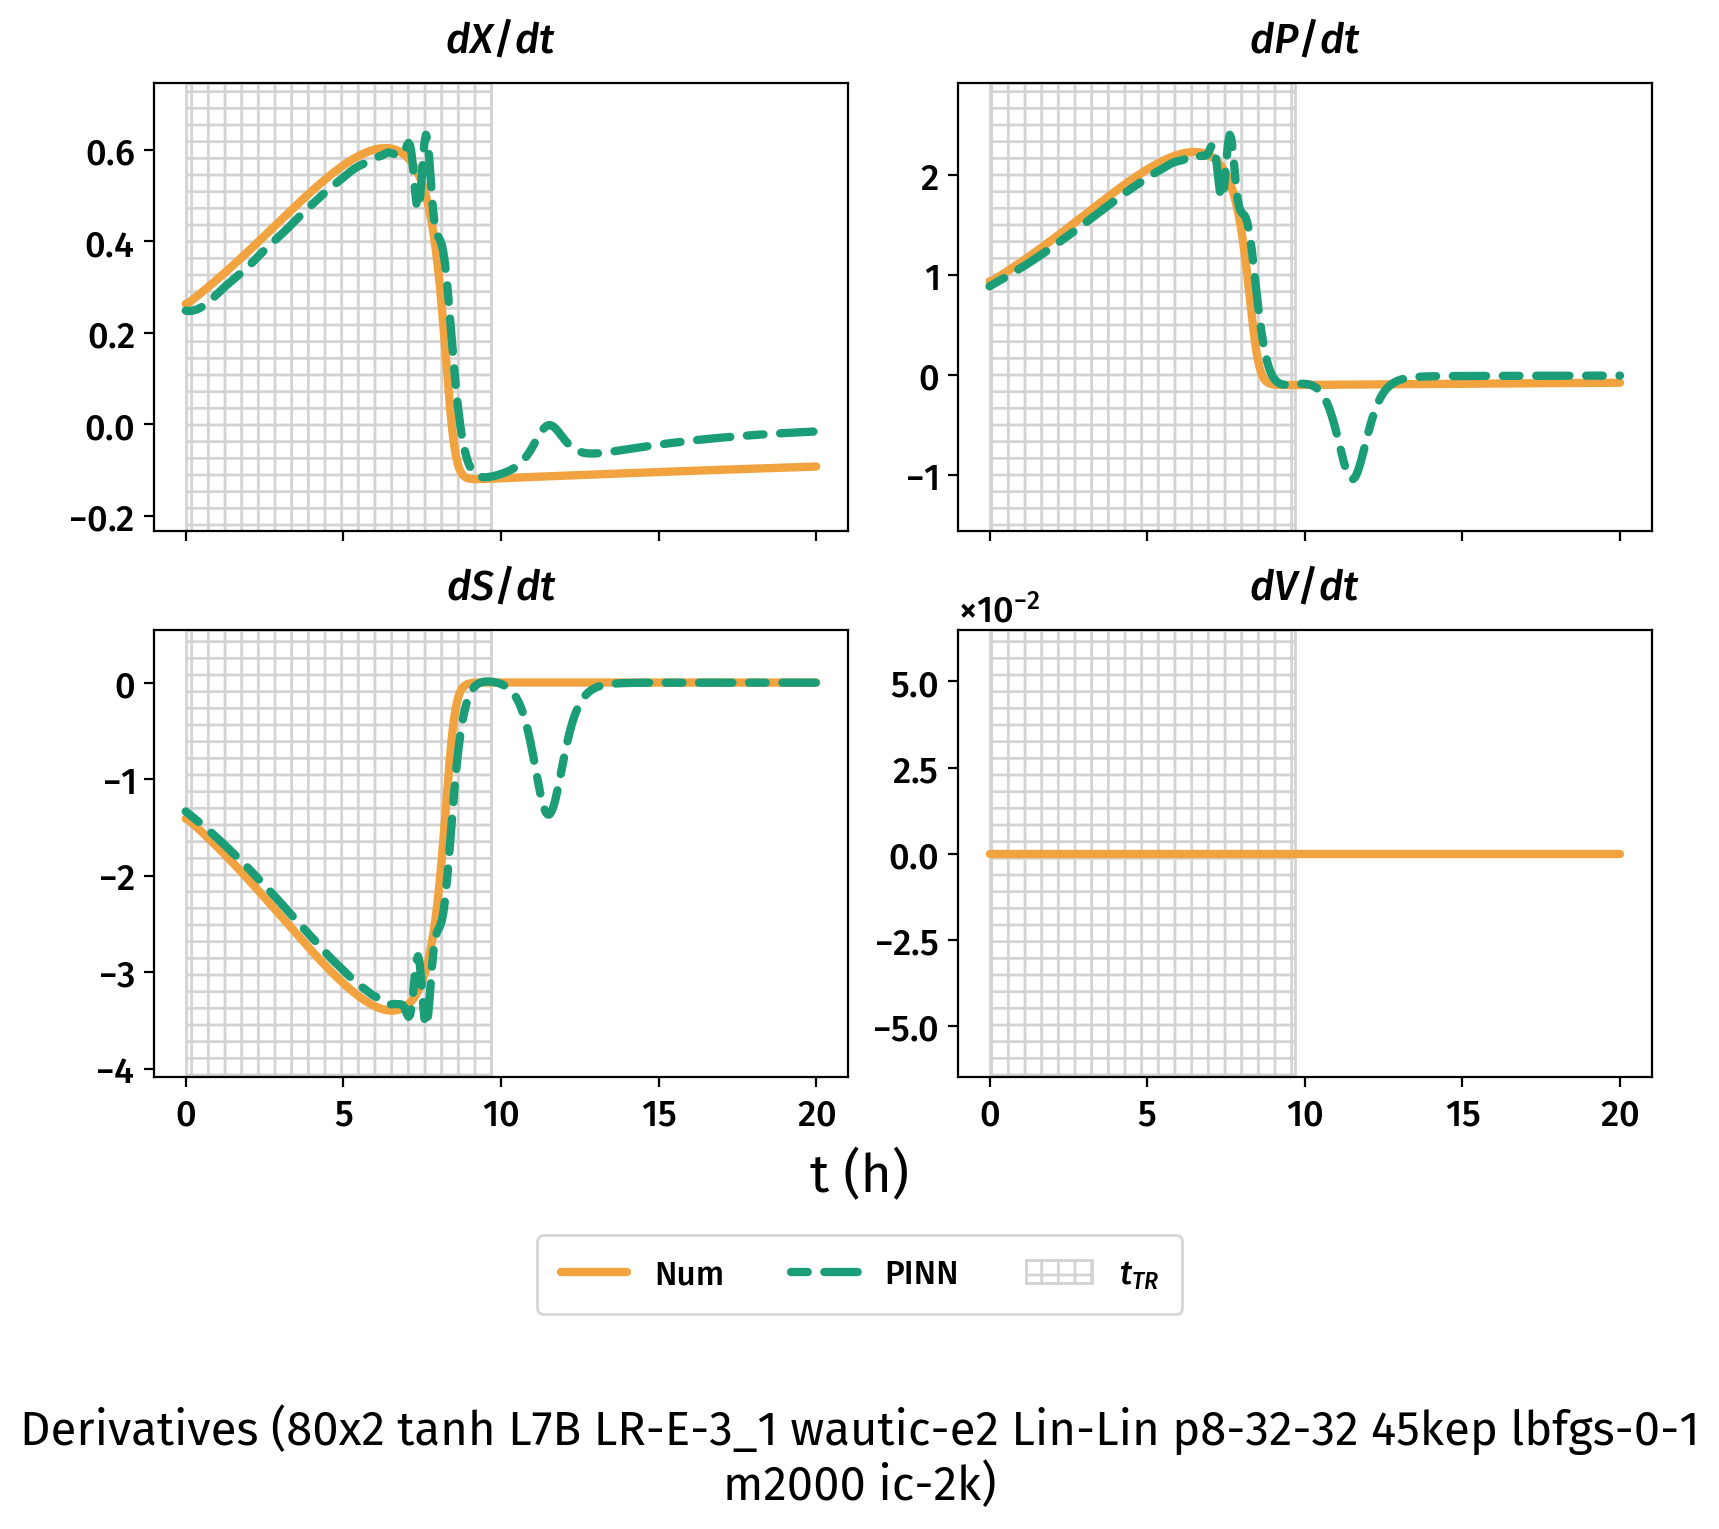 dX/dt
dP/dt
0.6
0.4
0.2
0.0
−0.2
2
1
0
−1
dS/dt
dV/dt
×10⁻²
0
−1
−2
−3
−4
5.0
2.5
0.0
−2.5
−5.0
0 5 10 15 20
0 5 10 15 20
t (h)
Num PINN t_TR
Derivatives (80x2 tanh L7B LR-E-3_1 wautic-e2 Lin-Lin p8-32-32 45kep lbfgs-0-1
m2000 ic-2k)